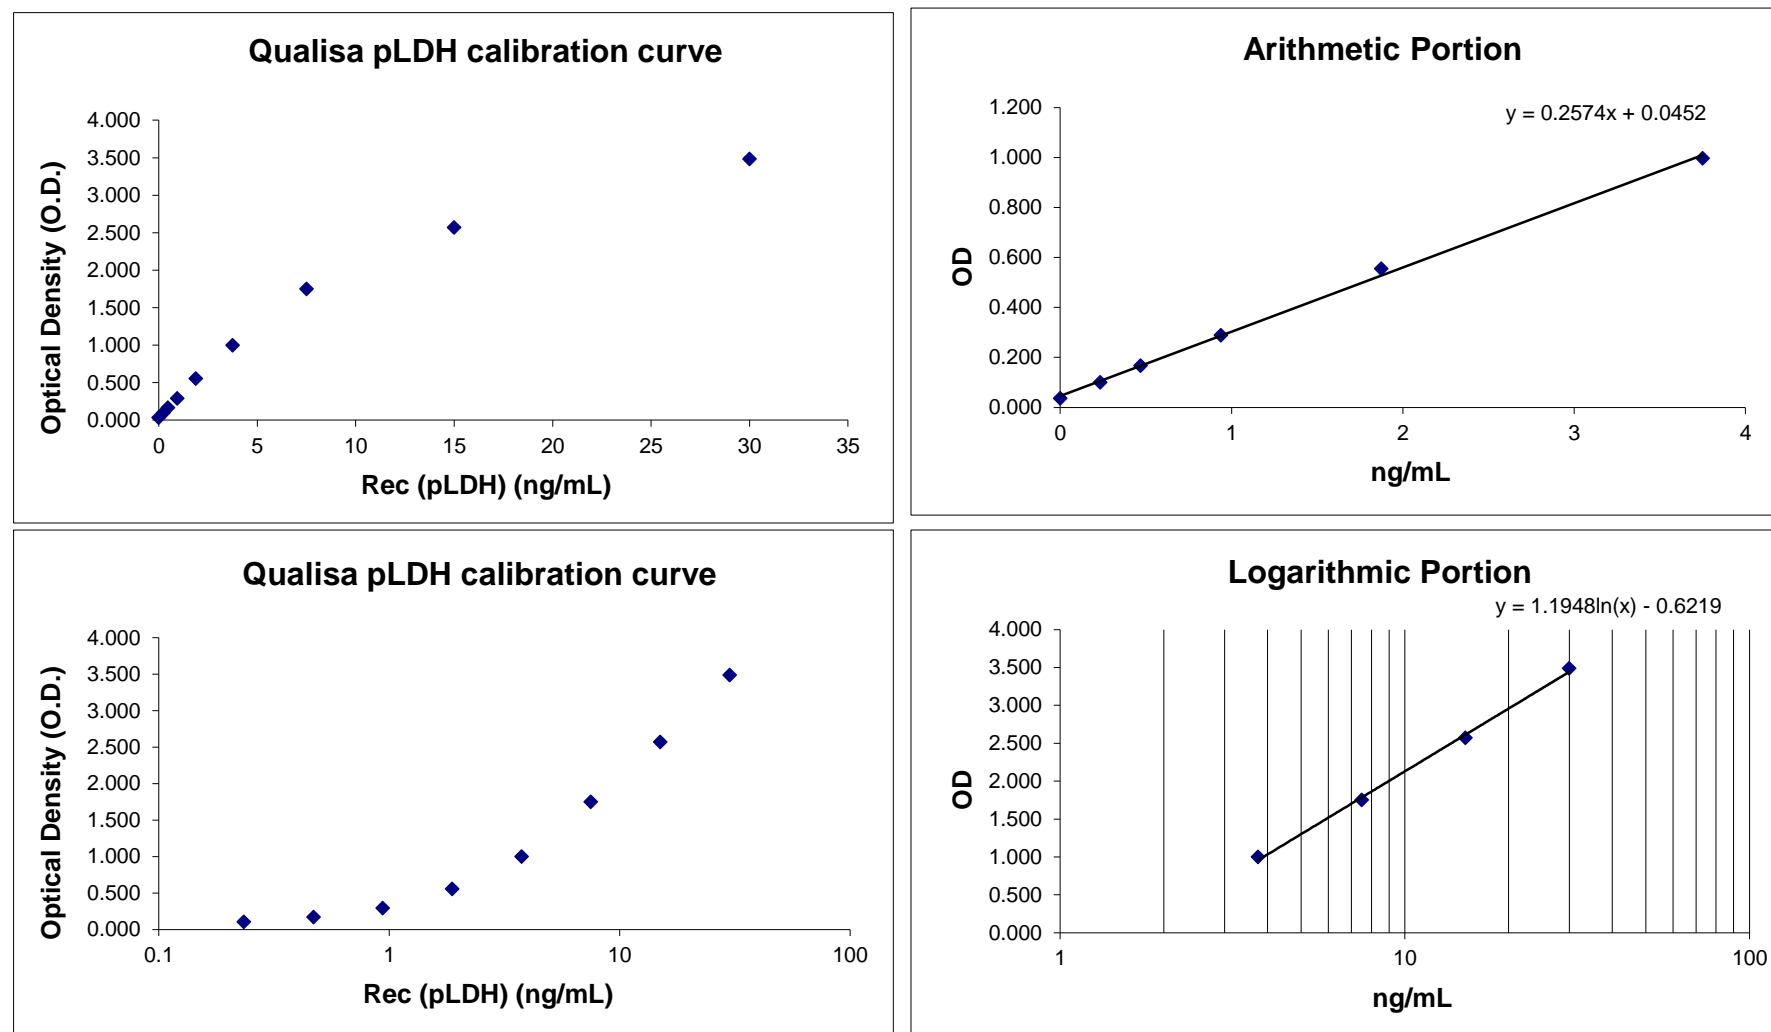 Qualisa pLDH calibration curve
4.000
3.500
3.000
2.500
2.000
1.500
1.000
0.500
0.000
Optical Density (O.D.)
0 5 10 15 20 25 30 35
Rec (pLDH) (ng/mL)
Arithmetic Portion
y = 0.2574x + 0.0452
1.200
1.000
0.800
0.600
0.400
0.200
0.000
OD
0 1 2 3 4
ng/mL
Qualisa pLDH calibration curve
4.000
3.500
3.000
2.500
2.000
1.500
1.000
0.500
0.000
Optical Density (O.D.)
0.1 1 10 100
Rec (pLDH) (ng/mL)
Logarithmic Portion
y = 1.1948ln(x) - 0.6219
4.000
3.500
3.000
2.500
2.000
1.500
1.000
0.500
0.000
OD
1 10 100
ng/mL